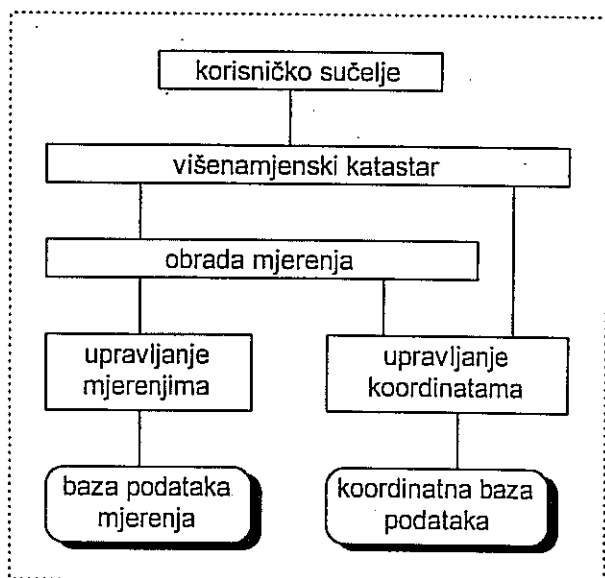 korisničko sučelje
višenamjenski katastar
obrada mjerenja
upravljanje
mjerenjima
upravljanje
koordinatama
baza podataka
mjerenja
koordinatna baza
podataka